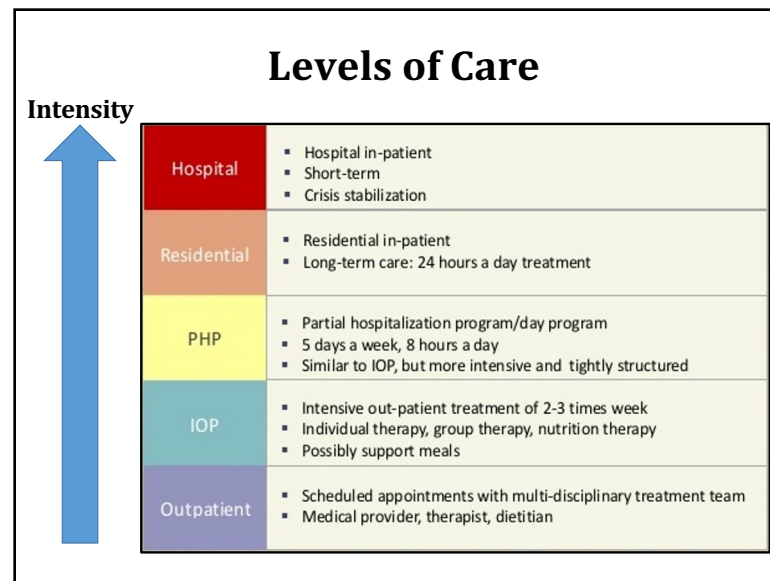 Levels of Care
Intensity
Hospital
▪ Hospital in-patient
▪ Short-term
▪ Crisis stabilization
Residential
▪ Residential in-patient
▪ Long-term care: 24 hours a day treatment
PHP
▪ Partial hospitalization program/day program
▪ 5 days a week, 8 hours a day
▪ Similar to IOP, but more intensive and tightly structured
IOP
▪ Intensive out-patient treatment of 2-3 times week
▪ Individual therapy, group therapy, nutrition therapy
▪ Possibly support meals
Outpatient
▪ Scheduled appointments with multi-disciplinary treatment team
▪ Medical provider, therapist, dietitian